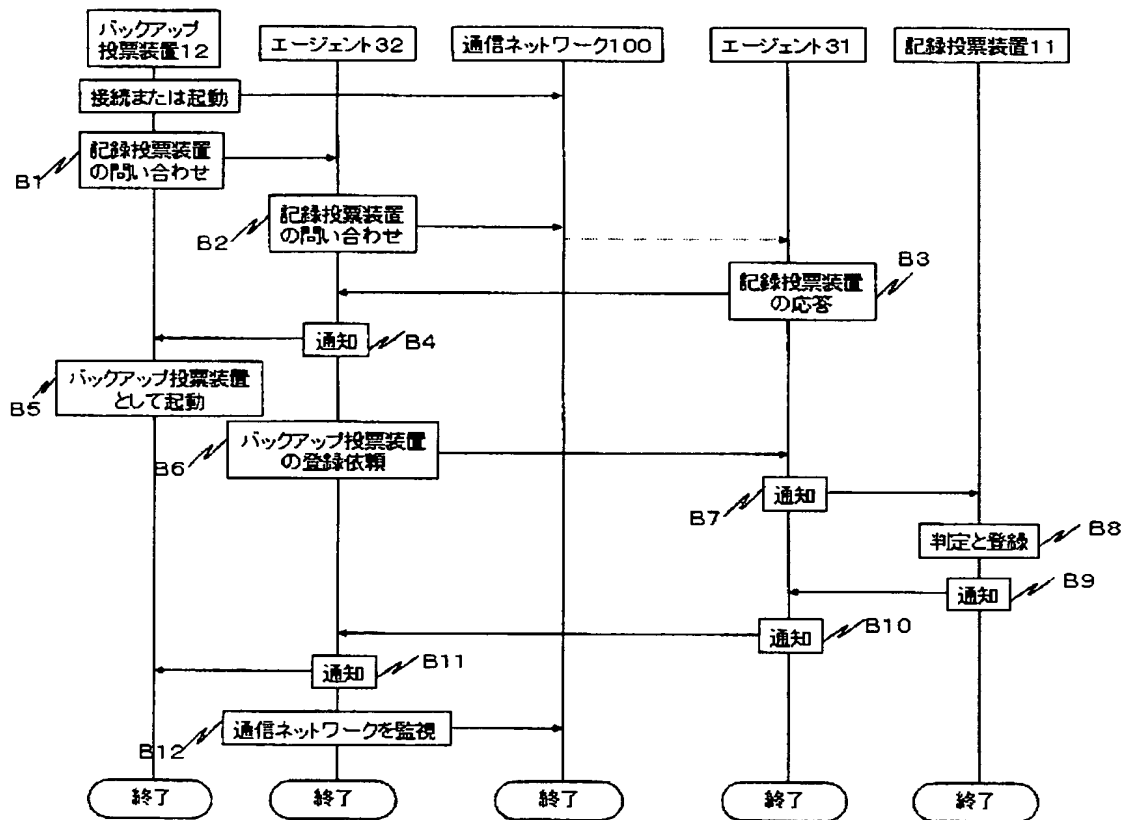 バックアップ
投票装置12
エージェント32
通信ネットワーク100
エージェント31
記録投票装置11
接続または起動
記録投票装置
の問い合わせ
B1
記録投票装置
の問い合わせ
B2
B3
記録投票装置
の応答
通知
B4
バックアップ投票装置
として起動
B5
バックアップ投票装置
の登録依頼
B6
通知
B7
判定と登録
B8
通知
B9
通知
B10
通知
B11
通信ネットワークを監視
B12
終了
終了
終了
終了
終了